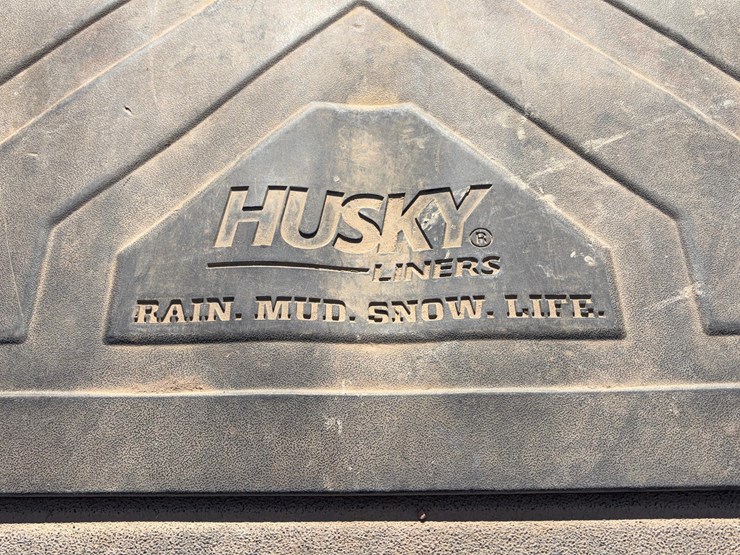 HUSKY®
LINERS
RAIN. MUD. SNOW. LIFE.